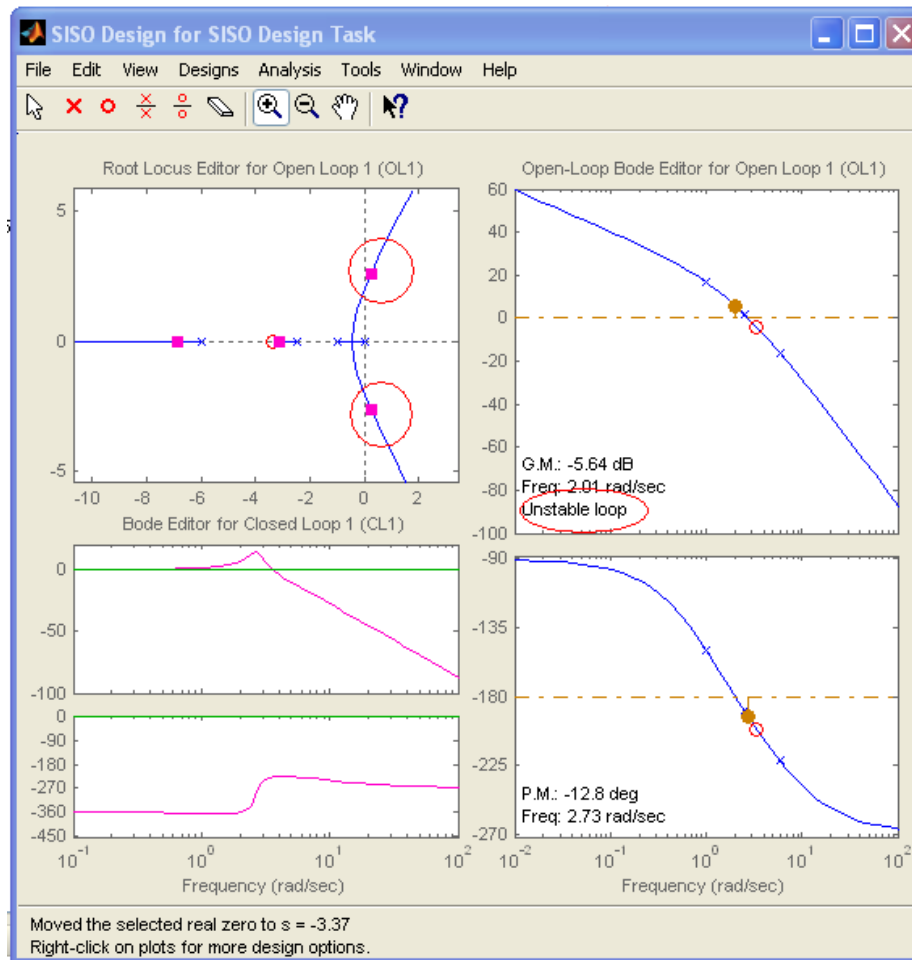 SISO Design for SISO Design Task
File Edit View Designs Analysis Tools Window Help
Root Locus Editor for Open Loop 1 (OL1)
5
0
-5
-10 -8 -6 -4 -2 0 2
Bode Editor for Closed Loop 1 (CL1)
0
-50
-100
0
-90
-180
-270
-360
-450
10^-1 10^0 10^1 10^2
Frequency (rad/sec)
Open-Loop Bode Editor for Open Loop 1 (OL1)
60
40
20
0
-20
-40
-60
-80
-100
G.M.: -5.64 dB
Freq: 2.01 rad/sec
Unstable loop
-90
-135
-180
-225
-270
P.M.: -12.8 deg
Freq: 2.73 rad/sec
10^-2 10^0 10^1 10^2
Frequency (rad/sec)
Moved the selected real zero to s = -3.37
Right-click on plots for more design options.